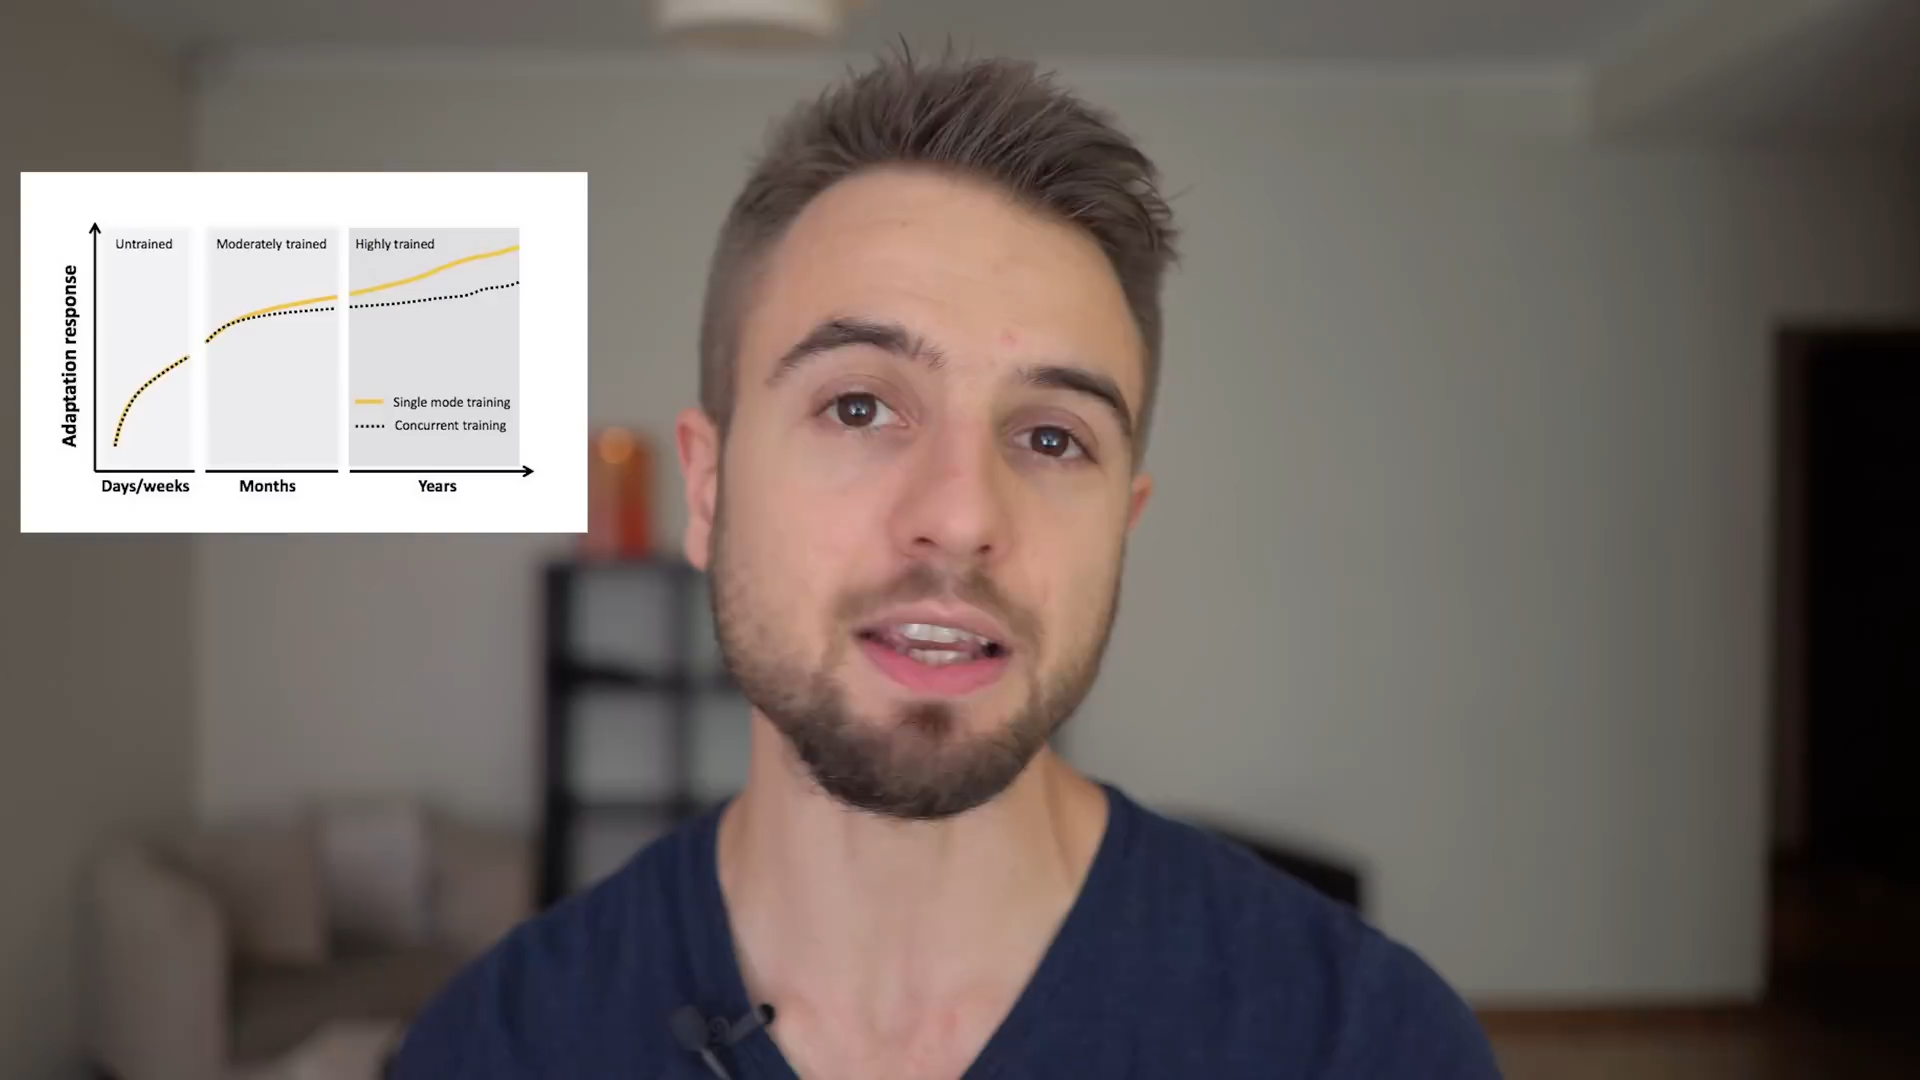 Untrained
Moderately trained
Highly trained
Adaptation response
Single mode training
Concurrent training
Days/weeks
Months
Years